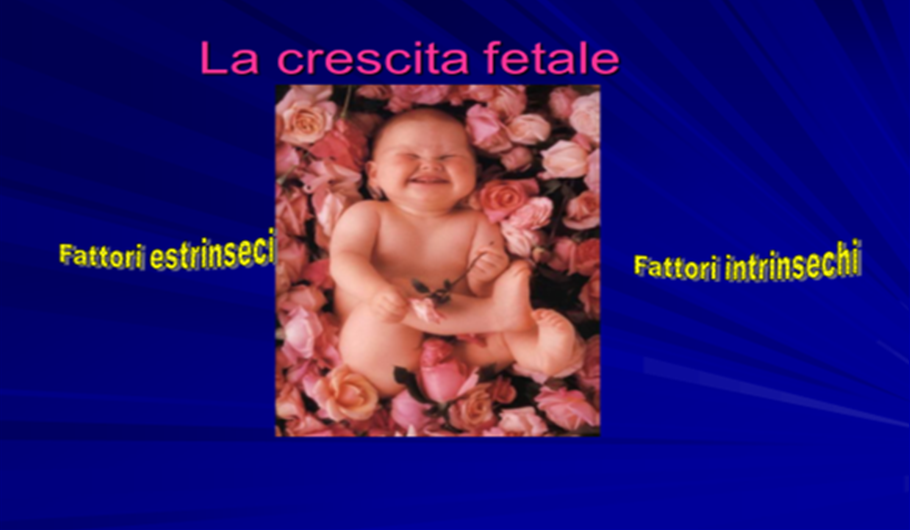 La crescita fetale
Fattori estrinseci
Fattori intrinsechi